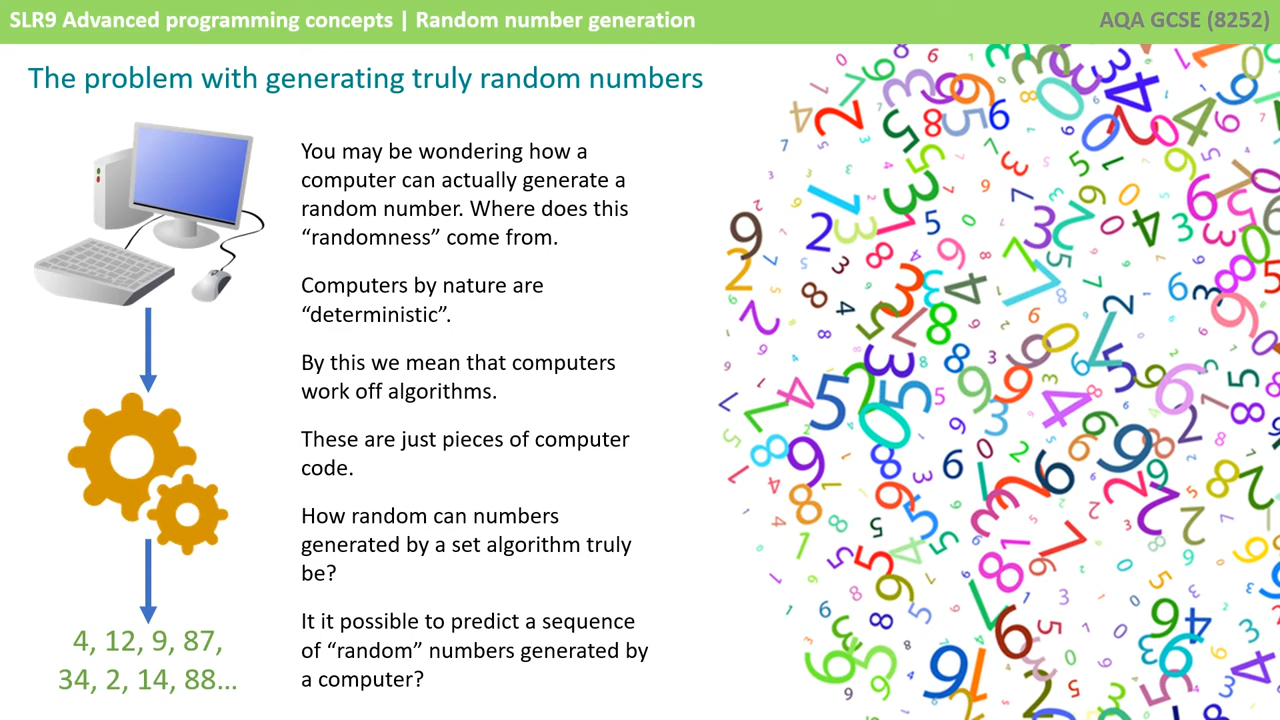 SLR9 Advanced programming concepts | Random number generation
AQA GCSE (8252)
The problem with generating truly random numbers
You may be wondering how a
computer can actually generate a
random number. Where does this
“randomness” come from.
Computers by nature are
“deterministic”.
By this we mean that computers
work off algorithms.
These are just pieces of computer
code.
How random can numbers
generated by a set algorithm truly
be?
It it possible to predict a sequence
of “random” numbers generated by
a computer?
4, 12, 9, 87,
34, 2, 14, 88...